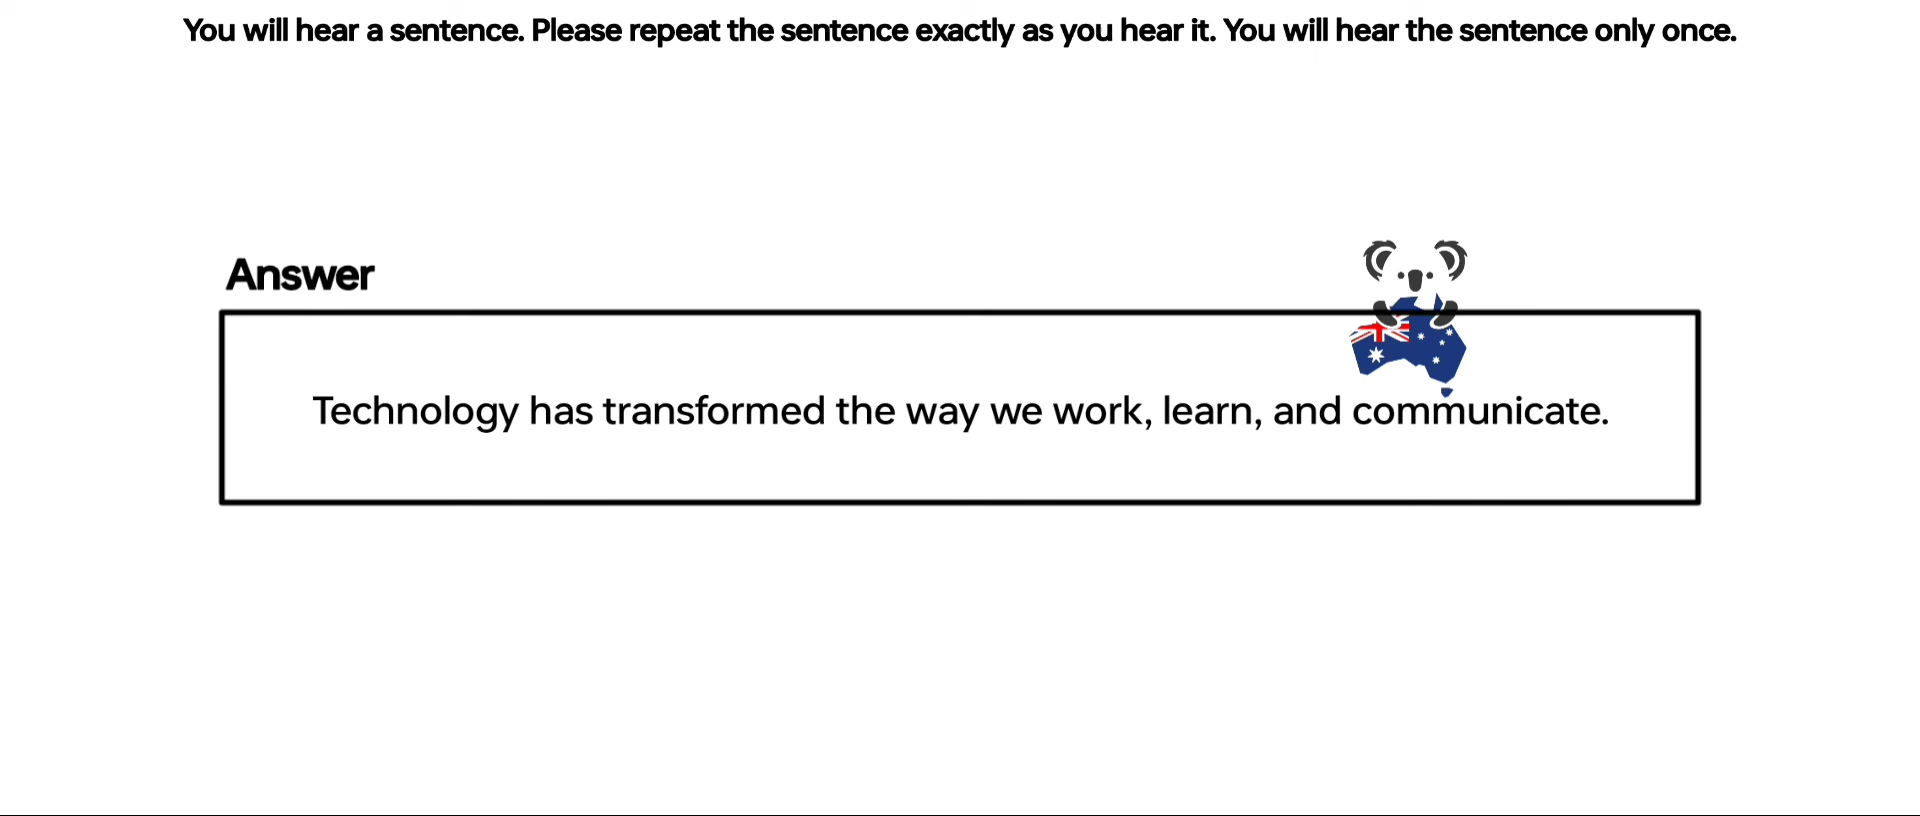 You will hear a sentence. Please repeat the sentence exactly as you hear it. You will hear the sentence only once.
Answer
Technology has transformed the way we work, learn, and communicate.